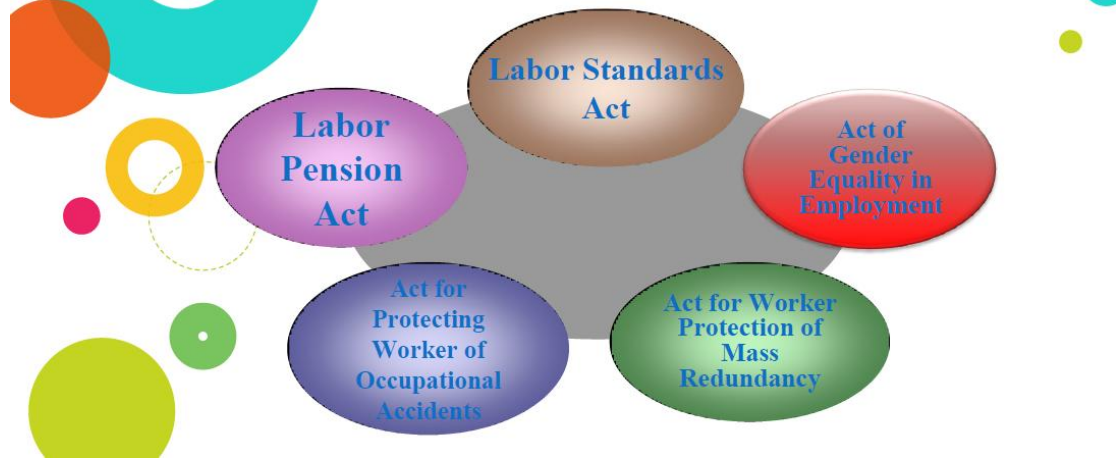 Labor Standards
Act
Labor
Pension
Act
Act of
Gender
Equality in
Employment
Act for
Protecting
Worker of
Occupational
Accidents
Act for Worker
Protection of
Mass
Redundancy